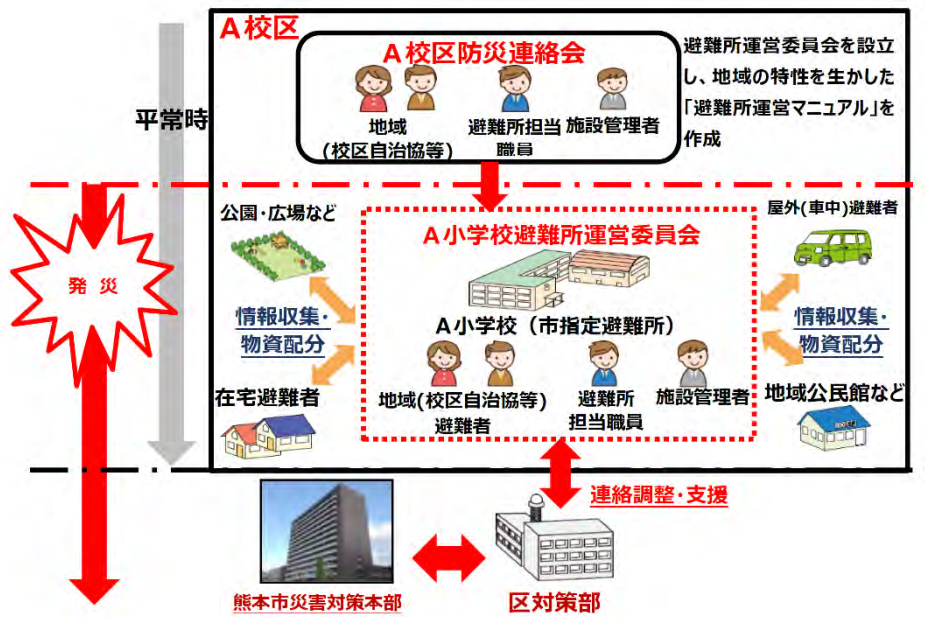 A校区
A校区防災連絡会
地域
(校区自治協等)
避難所担当
職員
施設管理者
避難所運営委員会を設立
し、地域の特性を生かした
「避難所運営マニュアル」を
作成
平常時
発 災
公園・広場など
情報収集・
物資配分
在宅避難者
A小学校避難所運営委員会
A小学校(市指定避難所)
地域(校区自治協等)
避難者
避難所
担当職員
施設管理者
屋外(車中)避難者
情報収集・
物資配分
地域公民館など
連絡調整・支援
熊本市災害対策本部
区対策部